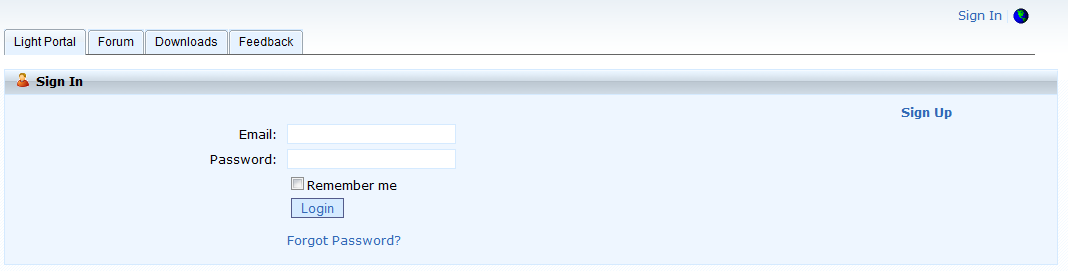 Sign In
Light Portal Forum Downloads Feedback
Sign In
Sign Up
Email:
Password:
Remember me
Login
Forgot Password?